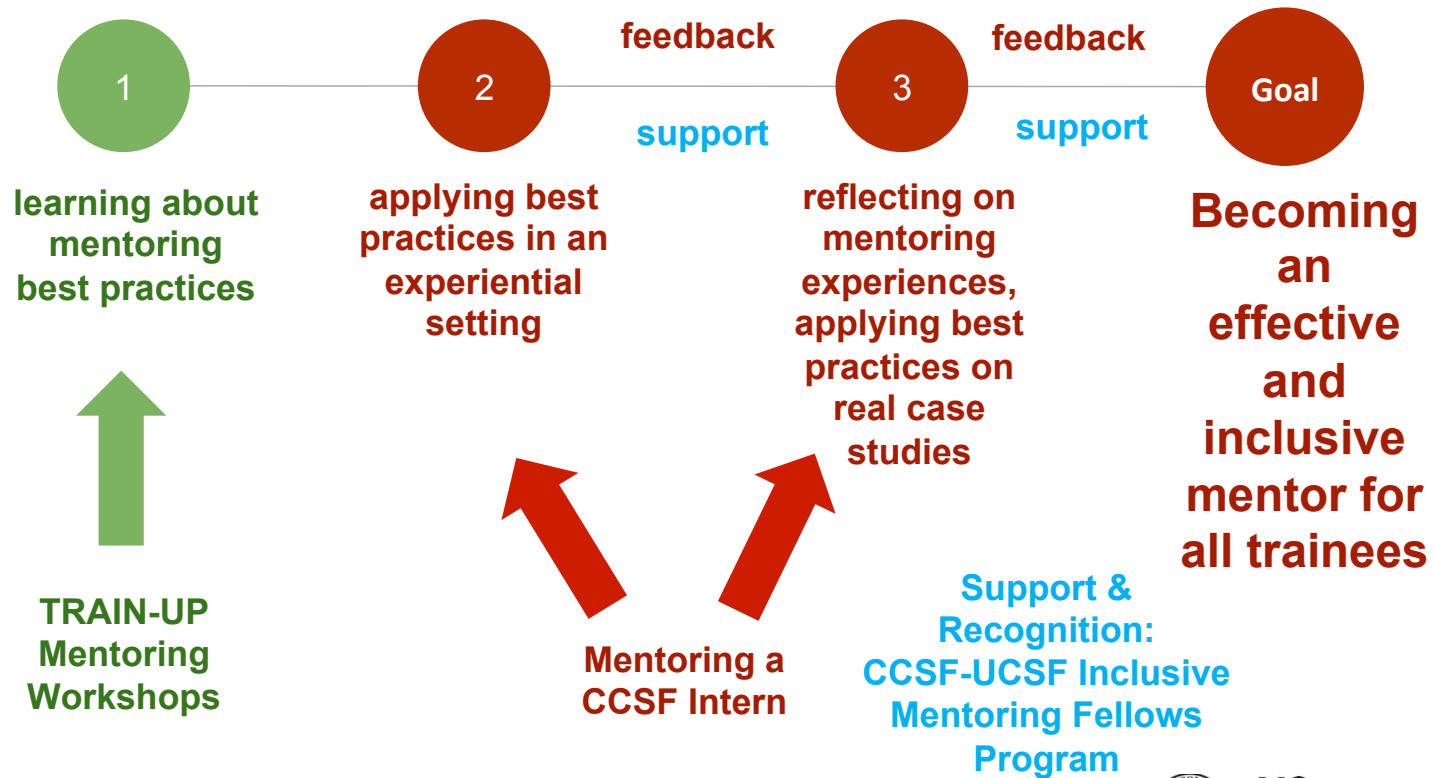 feedback
feedback
1
2
3
Goal
support
support
learning about
mentoring
best practices
applying best
practices in an
experiential
setting
reflecting on
mentoring
experiences,
applying best
practices on
real case
studies
Becoming
an
effective
and
inclusive
mentor for
all trainees
TRAIN-UP
Mentoring
Workshops
Mentoring a
CCSF Intern
Support &
Recognition:
CCSF-UCSF Inclusive
Mentoring Fellows
Program